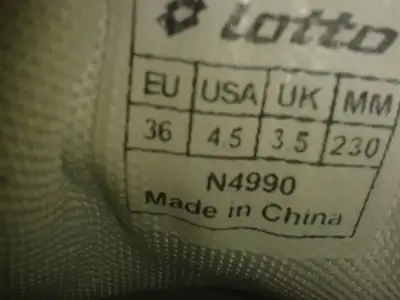 lotto
EU USA UK MM
36 4.5 3.5 230
N4990
Made in China